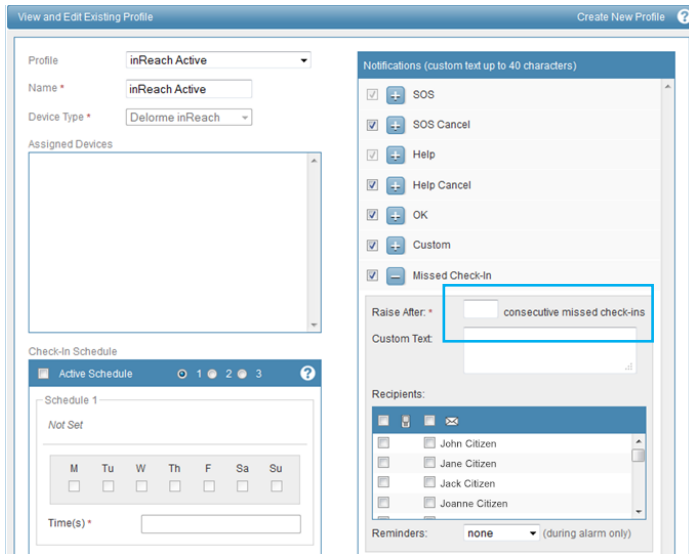 View and Edit Existing Profile
Create New Profile ?
Profile inReach Active
Name * inReach Active
Device Type * Delorme inReach
Assigned Devices
Check-In Schedule
Active Schedule 1 2 3 ?
Schedule 1
Not Set
M Tu W Th F Sa Su
Time(s) *
Notifications (custom text up to 40 characters)
SOS
SOS Cancel
Help
Help Cancel
OK
Custom
Missed Check-In
Raise After: * consecutive missed check-ins
Custom Text:
Recipients:
John Citizen
Jane Citizen
Jack Citizen
Joanne Citizen
Reminders: none (during alarm only)